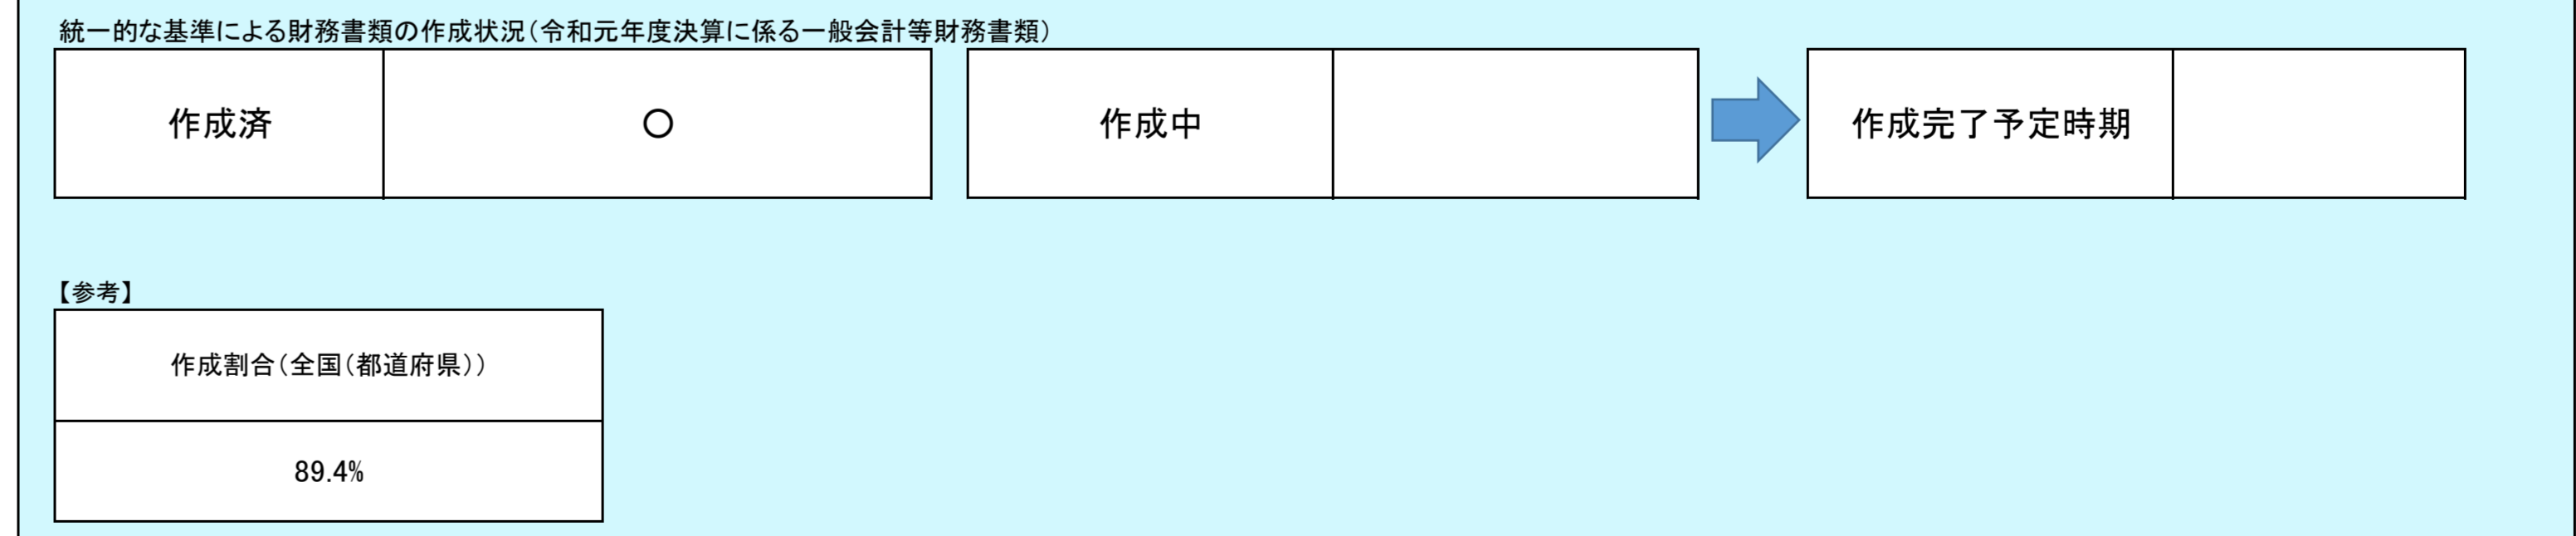 統一的な基準による財務書類の作成状況（令和元年度決算に係る一般会計等財務書類）
作成済 〇 作成中 作成完了予定時期
【参考】
作成割合（全国（都道府県））
89.4%